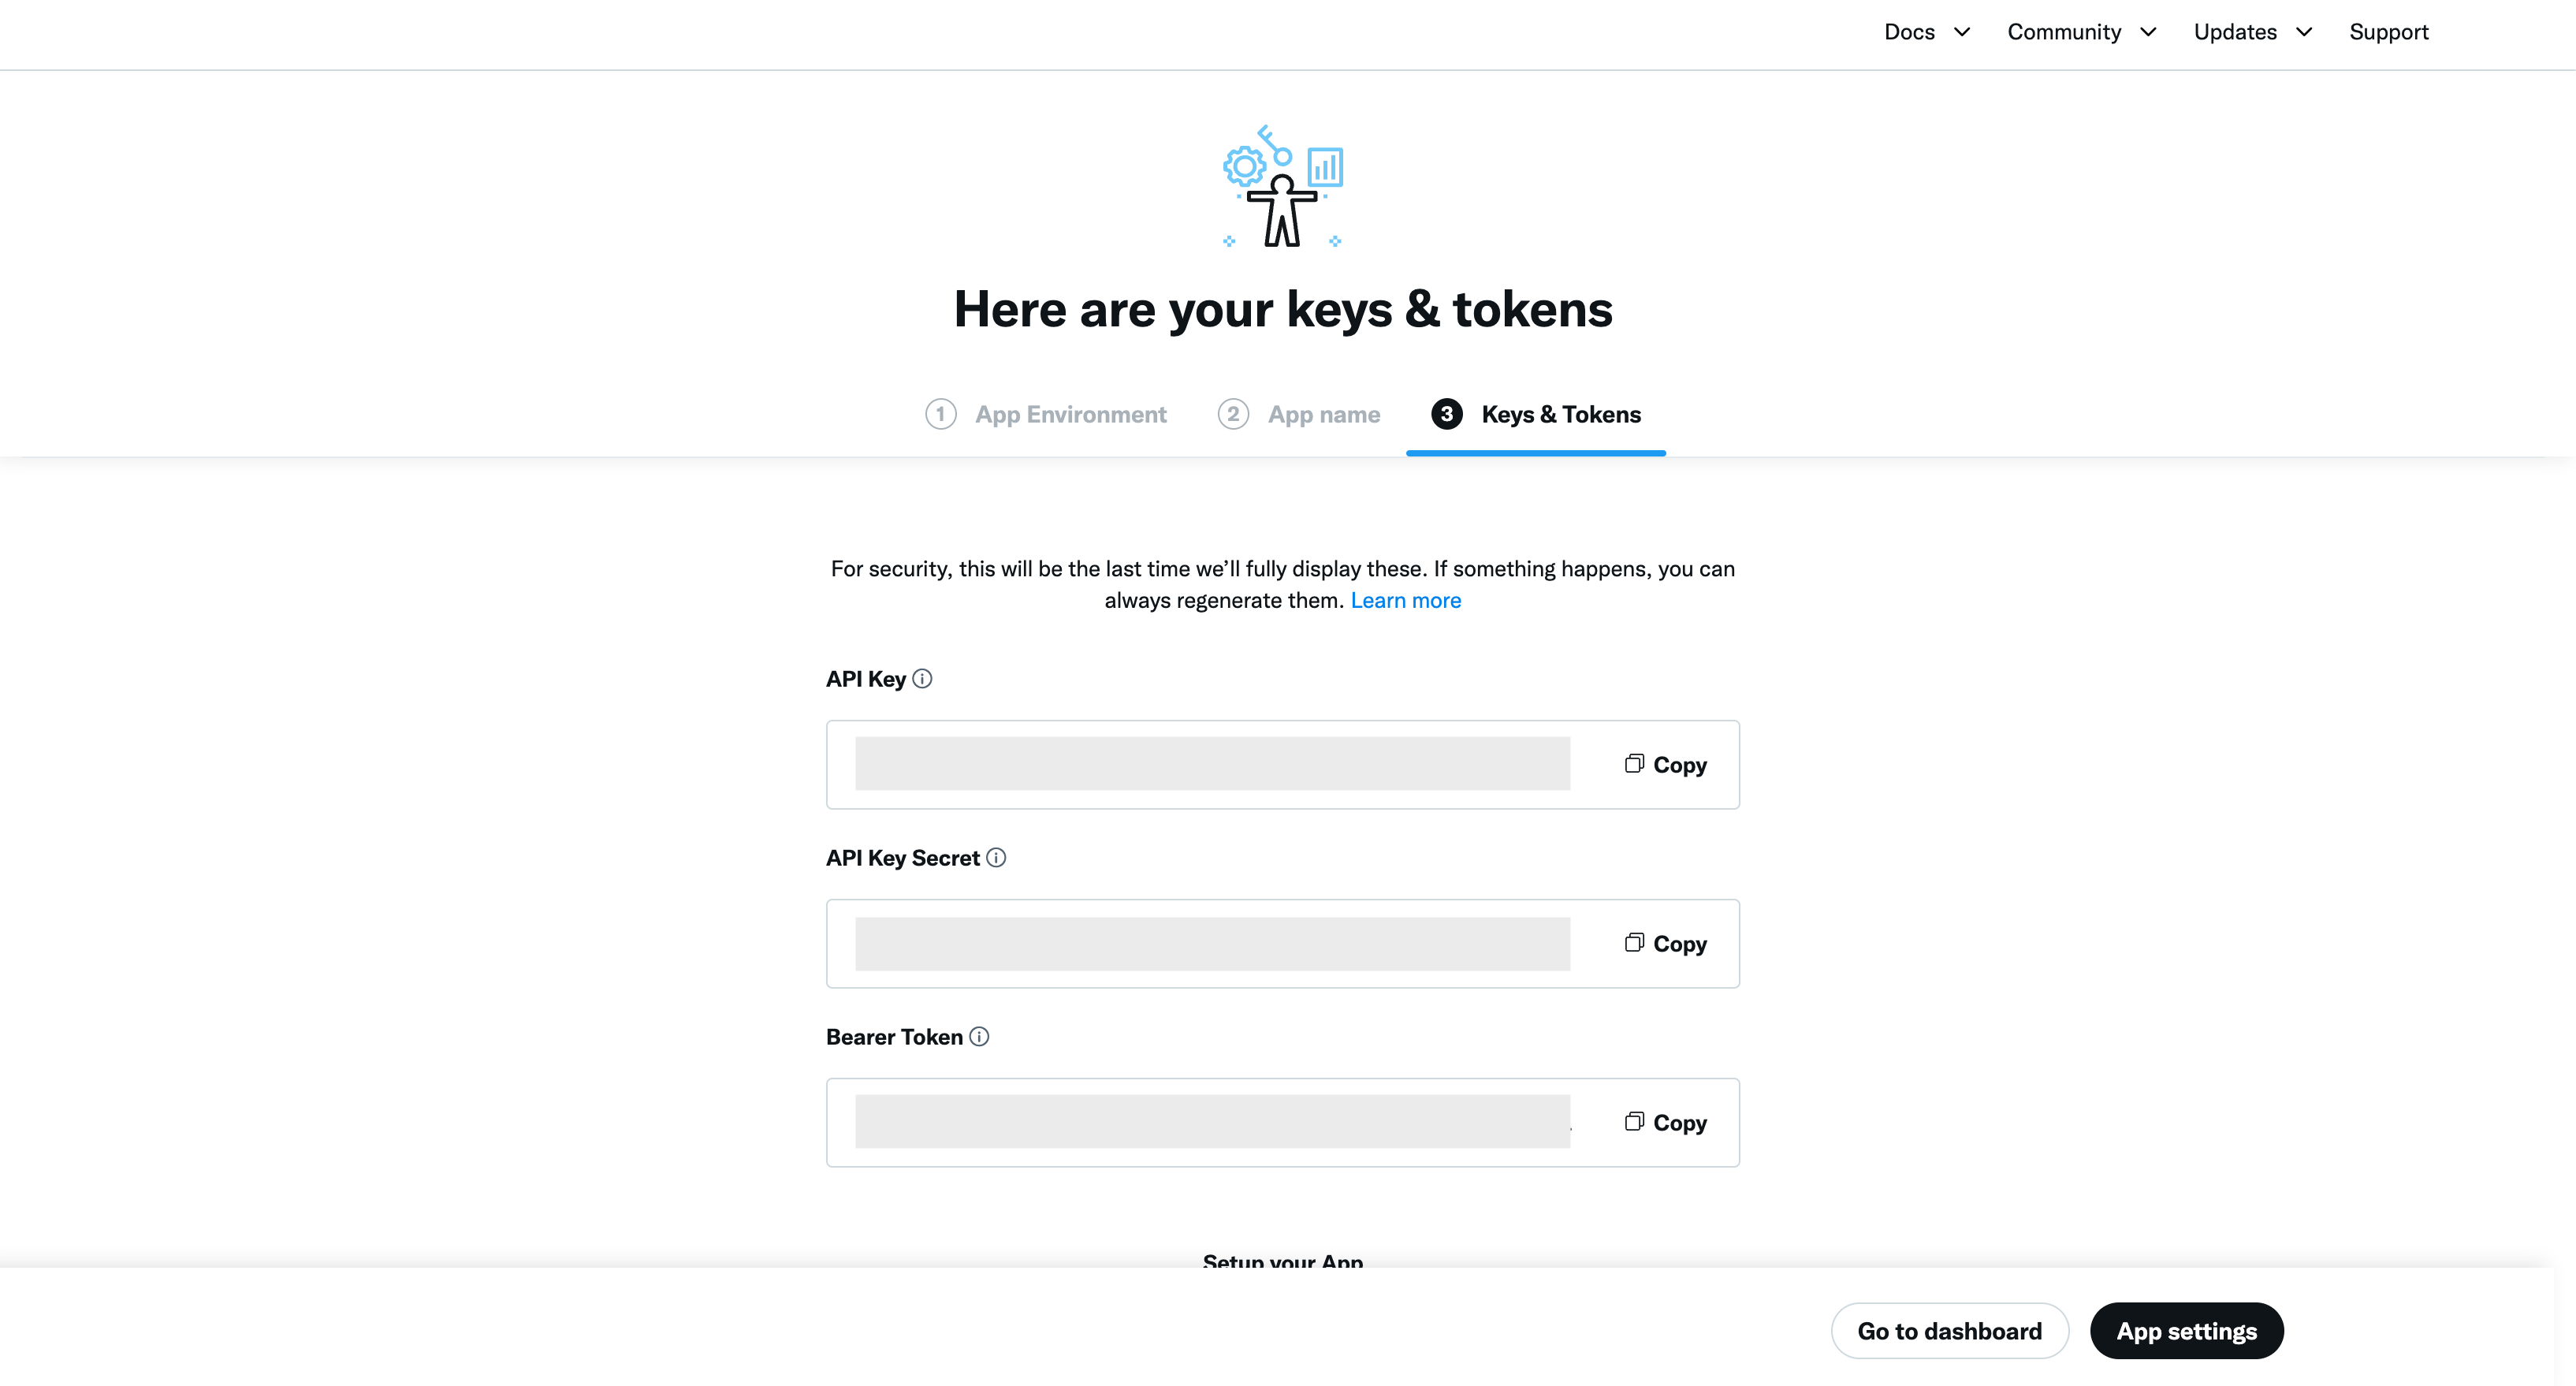 Docs Community Updates Support
Here are your keys & tokens
1 App Environment 2 App name 3 Keys & Tokens
For security, this will be the last time we’ll fully display these. If something happens, you can
always regenerate them. Learn more
API Key
Copy
API Key Secret
Copy
Bearer Token
Copy
Setup your App
Go to dashboard App settings